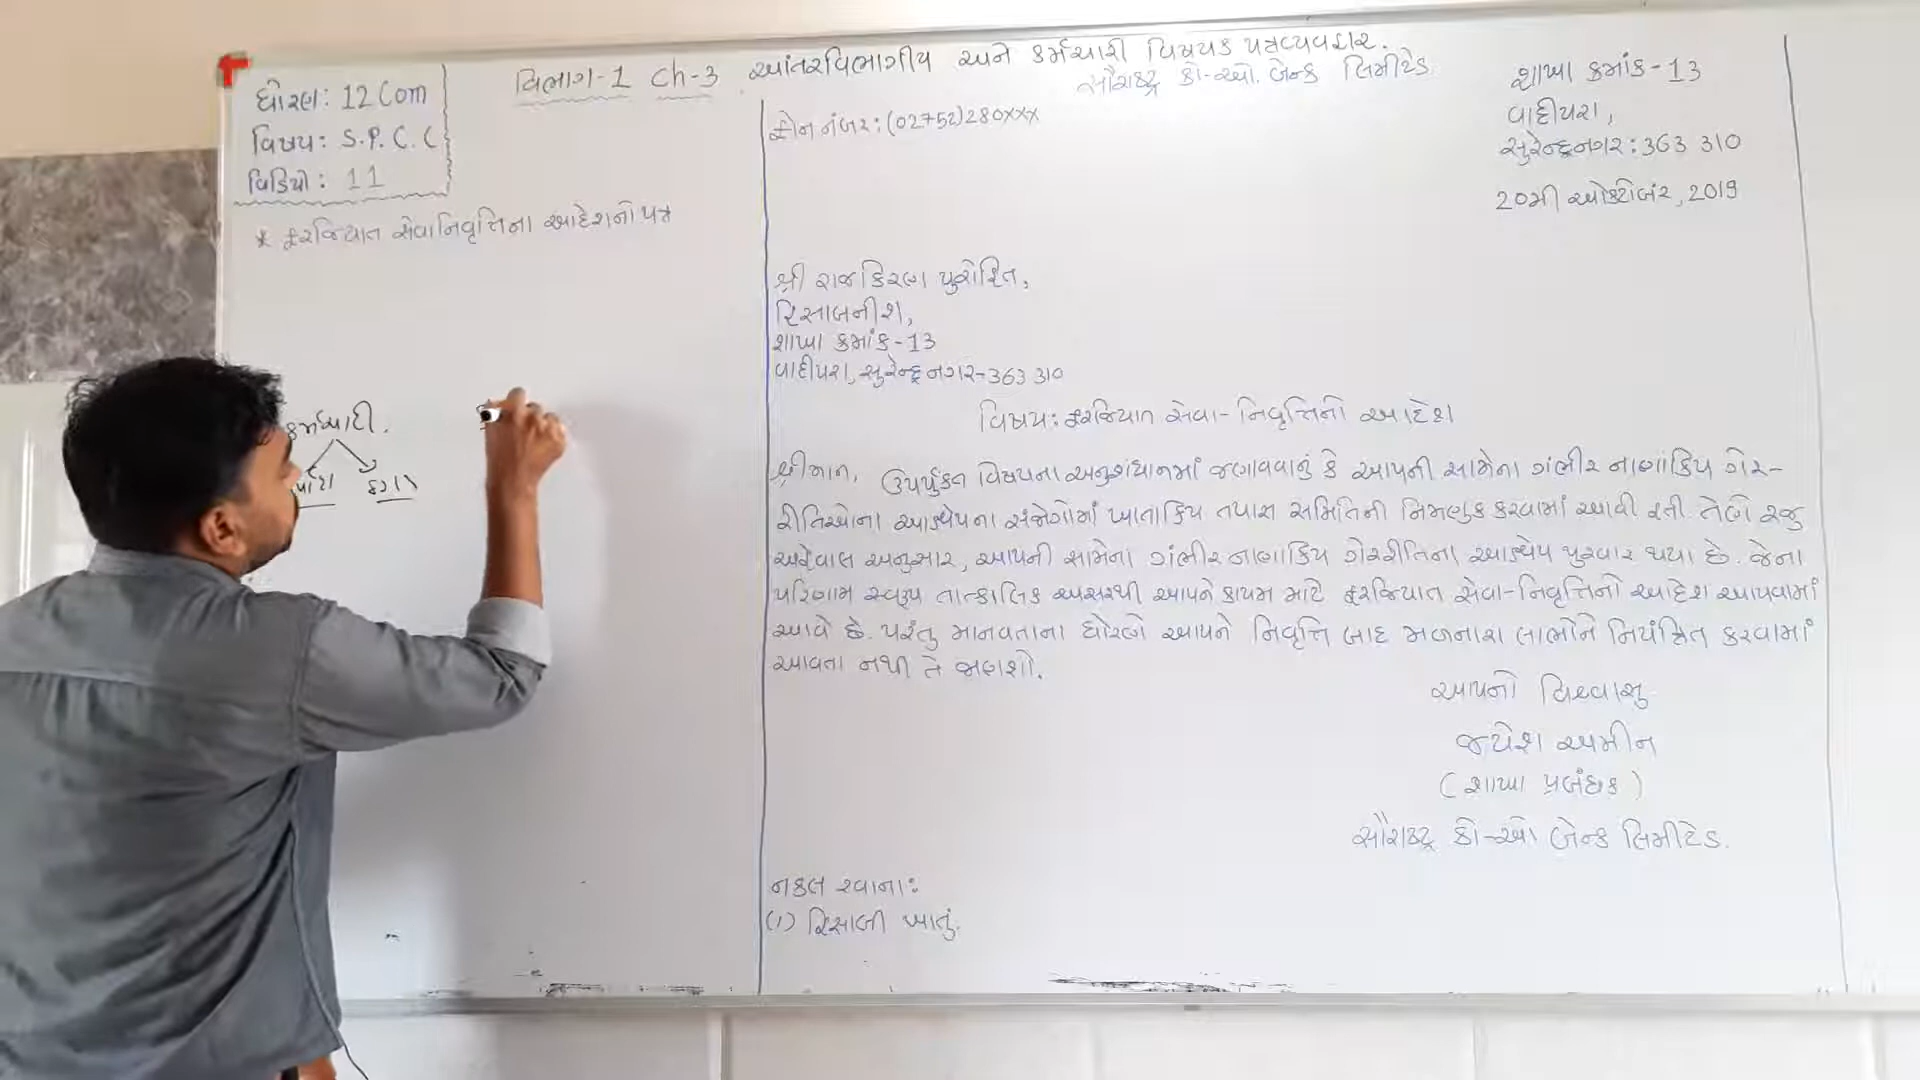 ધોરણ: 12 Com
વિષય: S.P.C.C
વિડિયો: 11
વિભાગ-1 Ch-3 આંતરવિભાગીય અને કર્મચારી વિષયક પત્રવ્યવહાર.
* ફરજિયાત સેવાનિવૃત્તિના આદેશનો પત્ર
કર્મચારી.
સૌરાષ્ટ્ર કો-ઓ. બેન્ક લિમીટેડ
ફોન નંબર: (02752)280xxx
શાખા ક્રમાંક-13
વાદીપરા,
સુરેન્દ્રનગર: 363 310
20મી ઓક્ટોબર, 2019
શ્રી રાજકિરણ પુરોહિત,
હિસાબનીશ,
શાખા ક્રમાંક-13
વાદીપરા, સુરેન્દ્રનગર-363 310
વિષય: ફરજિયાત સેવા-નિવૃત્તિનો આદેશ
શ્રીમાન, ઉપર્યુક્ત વિષયના અનુસંધાનમાં જણાવવાનું કે આપની સામેના ગંભીર નાણાંકિય ગેર-
રીતિઓના આક્ષેપના સંજોગોમાં ખાતાકિય તપાસ સમિતિની નિમણુક કરવામાં આવી હતી. તેણે રજુ
અહેવાલ અનુસાર, આપની સામેના ગંભીર નાણાકિય ગેરરીતિના આક્ષેપ પુરવાર થયા છે. જેના
પરિણામ સ્વરૂપ તાત્કાલિક અસરથી આપને કાયમ માટે ફરજિયાત સેવા-નિવૃત્તિનો આદેશ આપવામાં
આવે છે. પરંતુ માનવતાના ધોરણે આપને નિવૃત્તિ બાદ મળનારા લાભોને નિયંત્રિત કરવામાં
આવતા નથી તે જાણશો.
આપનો વિશ્વાસુ
જયેશ અમીન
(શાખા પ્રબંધક)
સૌરાષ્ટ્ર કો-ઓ બેન્ક લિમીટેડ.
નકલ રવાના:
(1) હિસાબી ખાતું.